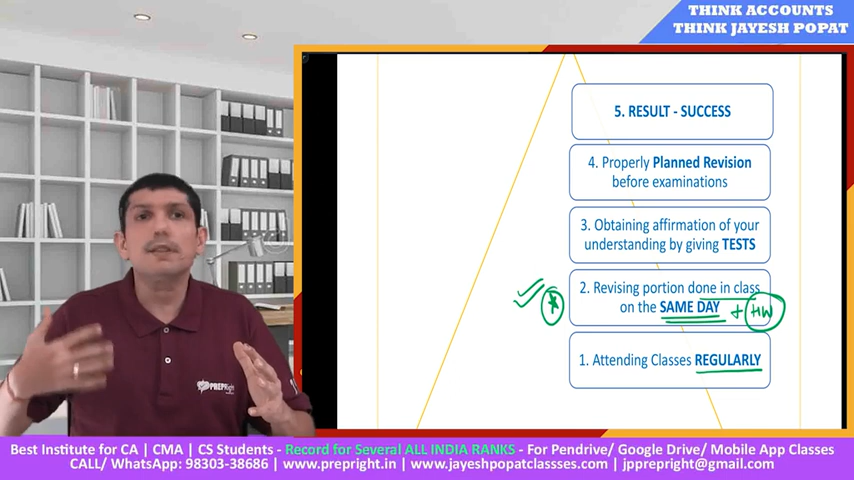 THINK ACCOUNTS
THINK JAYESH POPAT
5. RESULT - SUCCESS
4. Properly Planned Revision
before examinations
3. Obtaining affirmation of your
understanding by giving TESTS
2. Revising portion done in class
on the SAME DAY + HW
1. Attending Classes REGULARLY
PREPRight
Best Institute for CA | CMA | CS Students - Record for Several ALL INDIA RANKS - For Pendrive/ Google Drive/ Mobile App Classes
CALL/ WhatsApp: 98303-38686 | www.prepright.in | www.jayeshpopatclassses.com | jpprepright@gmail.com